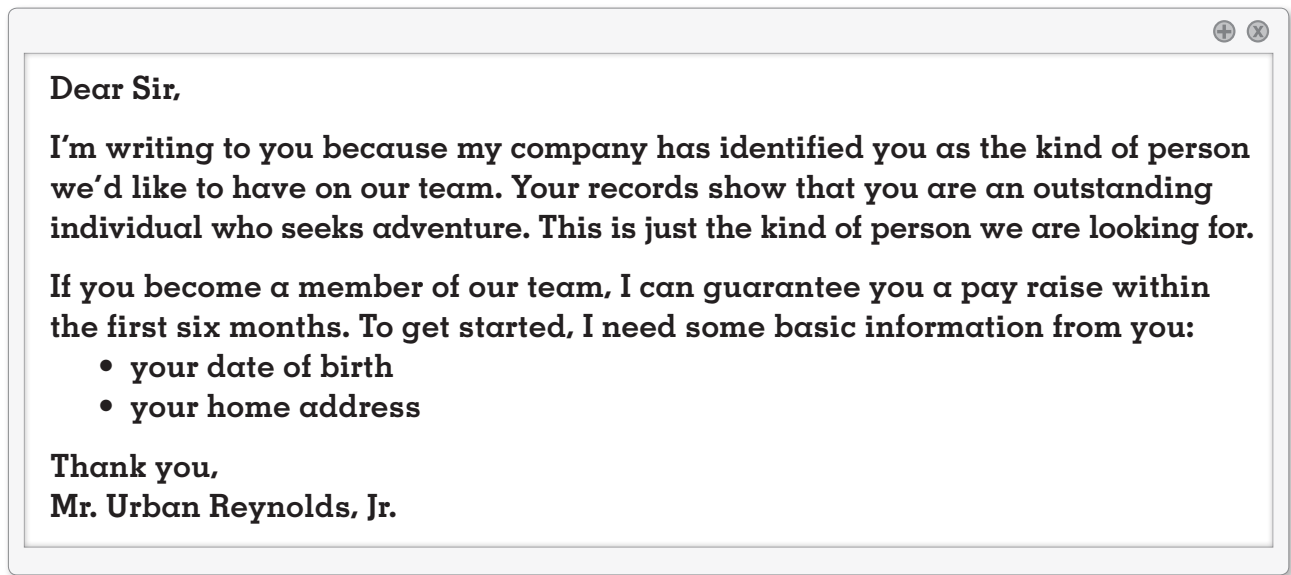 Dear Sir,
I’m writing to you because my company has identified you as the kind of person
we’d like to have on our team. Your records show that you are an outstanding
individual who seeks adventure. This is just the kind of person we are looking for.
If you become a member of our team, I can guarantee you a pay raise within
the first six months. To get started, I need some basic information from you:
• your date of birth
• your home address
Thank you,
Mr. Urban Reynolds, Jr.